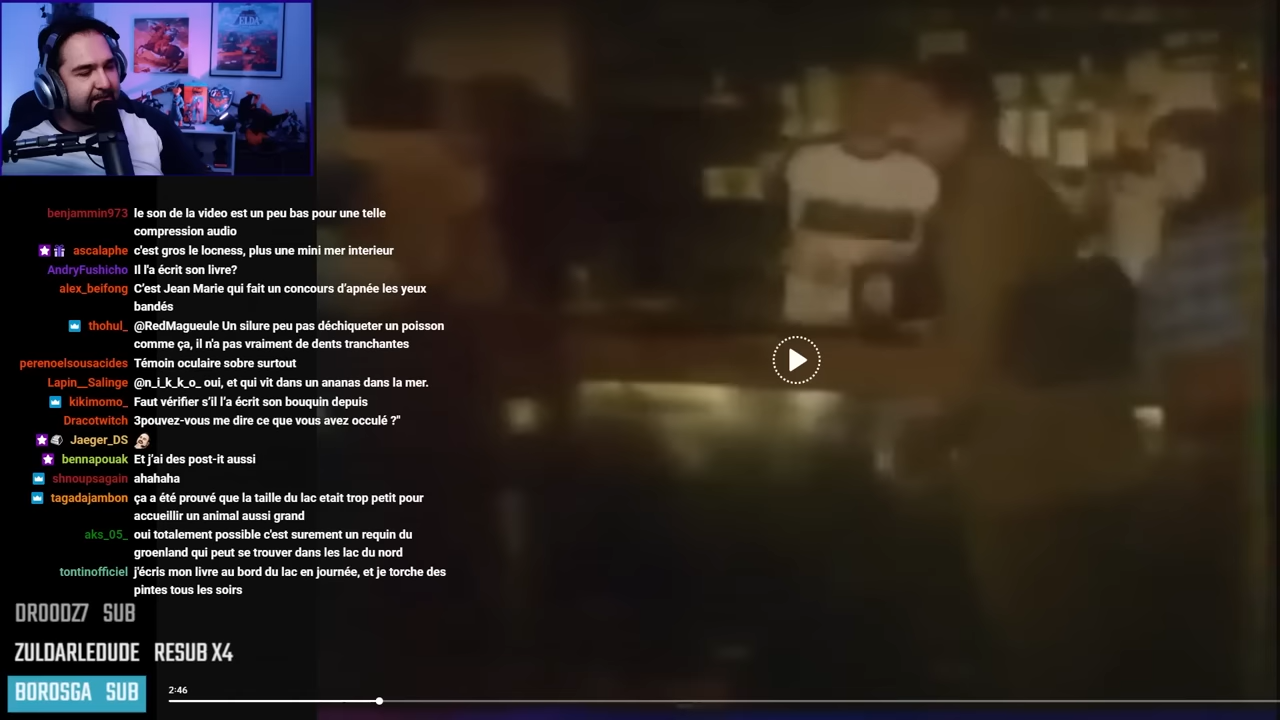 ZELDA
benjammin973 le son de la video est un peu bas pour une telle
compression audio
ascalaphe c'est gros le locness, plus une mini mer interieur
AndryFushicho Il l'a écrit son livre?
alex_beifong C'est Jean Marie qui fait un concours d'apnée les yeux
bandés
thohul_ @RedMagueule Un silure peu pas déchiqueter un poisson
comme ça, il n'a pas vraiment de dents tranchantes
perenoelsousacides Témoin oculaire sobre surtout
Lapin__Salinge @n_i_k_k_o_ oui, et qui vit dans un ananas dans la mer.
kikimomo_ Faut vérifier s'il l'a écrit son bouquin depuis
Dracotwitch 3pouvez-vous me dire ce que vous avez occulé ?"
Jaeger_DS
bennapouak Et j'ai des post-it aussi
shnoupsagain ahahaha
tagadajambon ça a été prouvé que la taille du lac etait trop petit pour
accueillir un animal aussi grand
aks_05_ oui totalement possible c'est surement un requin du
groenland qui peut se trouver dans les lac du nord
tontinofficiel j'écris mon livre au bord du lac en journée, et je torche des
pintes tous les soirs
DROODZ7 SUB
ZULDARLEDUDE RESUB X4
BOROSGA SUB
2:46